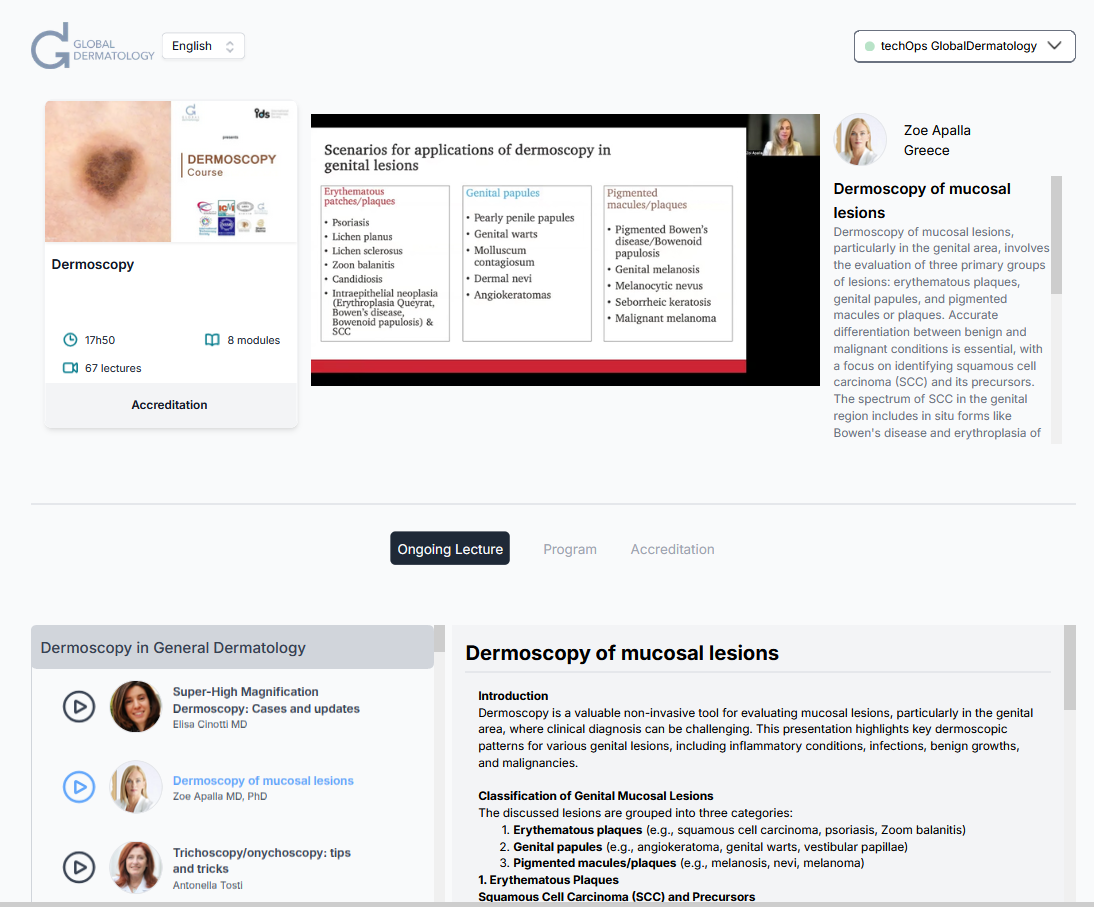 GLOBAL
DERMATOLOGY
English
techOps GlobalDermatology
presents
DERMOSCOPY
Course
ids
Dermoscopy
17h50
8 modules
67 lectures
Accreditation
Scenarios for applications of dermoscopy in
genital lesions
Erythematous
patches/plaques
• Psoriasis
• Lichen planus
• Lichen sclerosus
• Zoon balanitis
• Candidiosis
• Intraepithelial neoplasia
(Erythroplasia Queyrat,
Bowen's disease,
Bowenoid papulosis) &
SCC
Genital papules
• Pearly penile papules
• Genital warts
• Molluscum
contagiosum
• Dermal nevi
• Angiokeratomas
Pigmented
macules/plaques
• Pigmented Bowen's
disease/Bowenoid
papulosis
• Genital melanosis
• Melanocytic nevus
• Seborrheic keratosis
• Malignant melanoma
Zoe Apalla
Greece
Dermoscopy of mucosal
lesions
Dermoscopy of mucosal lesions,
particularly in the genital area, involves
the evaluation of three primary groups
of lesions: erythematous plaques,
genital papules, and pigmented
macules or plaques. Accurate
differentiation between benign and
malignant conditions is essential, with
a focus on identifying squamous cell
carcinoma (SCC) and its precursors.
The spectrum of SCC in the genital
region includes in situ forms like
Bowen's disease and erythroplasia of
Ongoing Lecture
Program
Accreditation
Dermoscopy in General Dermatology
Super-High Magnification
Dermoscopy: Cases and updates
Elisa Cinotti MD
Dermoscopy of mucosal lesions
Zoe Apalla MD, PhD
Trichoscopy/onychoscopy: tips
and tricks
Antonella Tosti
Dermoscopy of mucosal lesions
Introduction
Dermoscopy is a valuable non-invasive tool for evaluating mucosal lesions, particularly in the genital
area, where clinical diagnosis can be challenging. This presentation highlights key dermoscopic
patterns for various genital lesions, including inflammatory conditions, infections, benign growths,
and malignancies.
Classification of Genital Mucosal Lesions
The discussed lesions are grouped into three categories:
1. Erythematous plaques (e.g., squamous cell carcinoma, psoriasis, Zoom balanitis)
2. Genital papules (e.g., angiokeratoma, genital warts, vestibular papillae)
3. Pigmented macules/plaques (e.g., melanosis, nevi, melanoma)
1. Erythematous Plaques
Squamous Cell Carcinoma (SCC) and Precursors